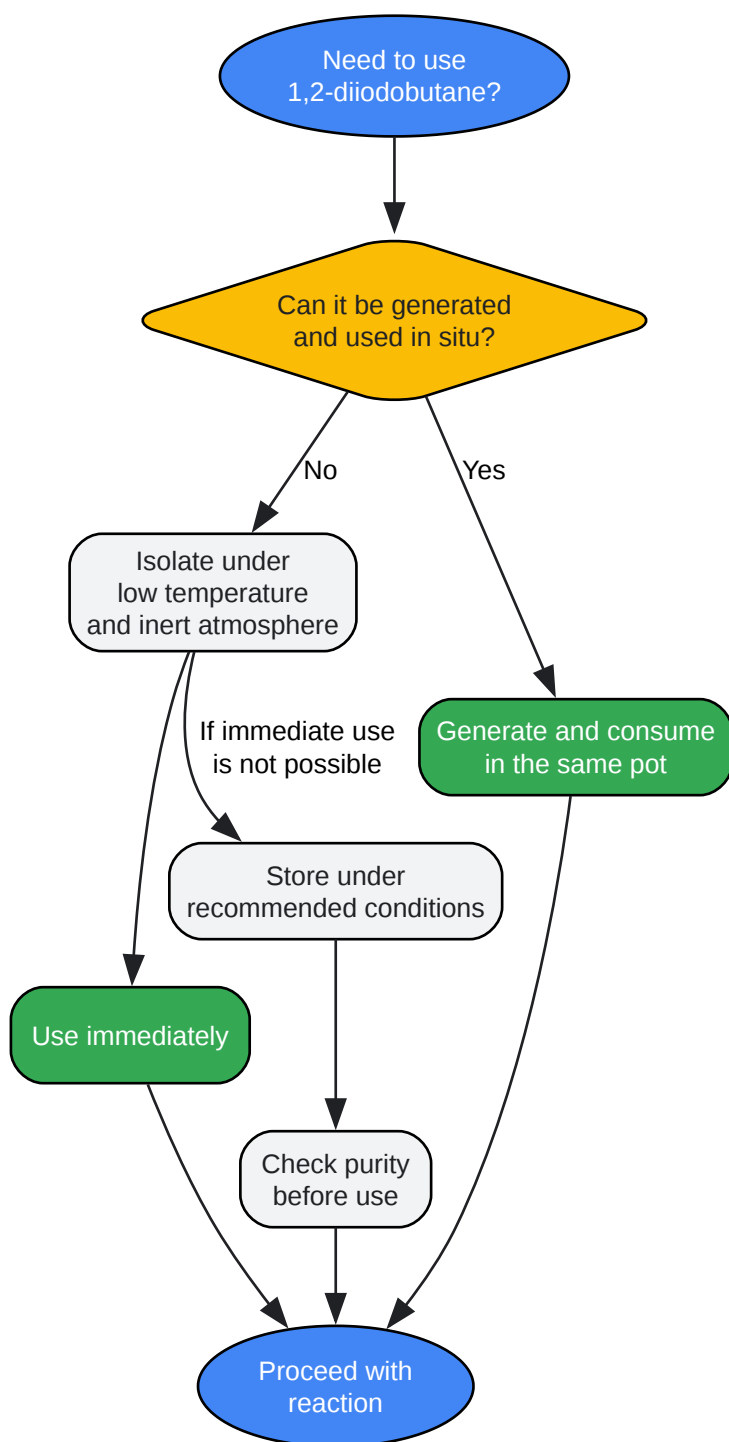 Need to use
1,2-diiodobutane?
Can it be generated
and used in situ?
No
Yes
Isolate under
low temperature
and inert atmosphere
If immediate use
is not possible
Generate and consume
in the same pot
Store under
recommended conditions
Use immediately
Check purity
before use
Proceed with
reaction